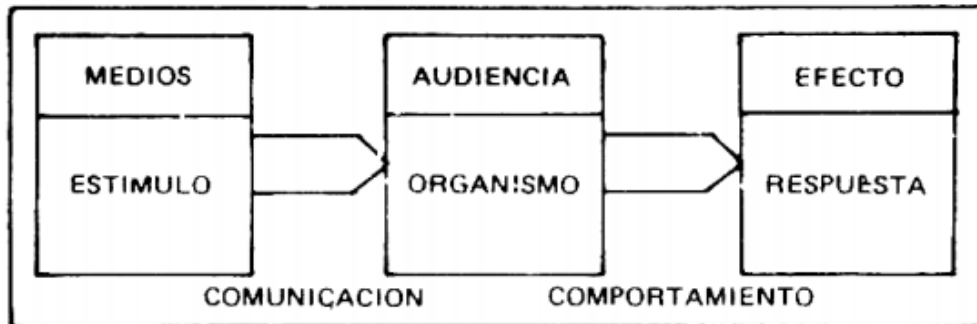 MEDIOS
ESTIMULO
AUDIENCIA
ORGANISMO
EFECTO
RESPUESTA
COMUNICACION
COMPORTAMIENTO